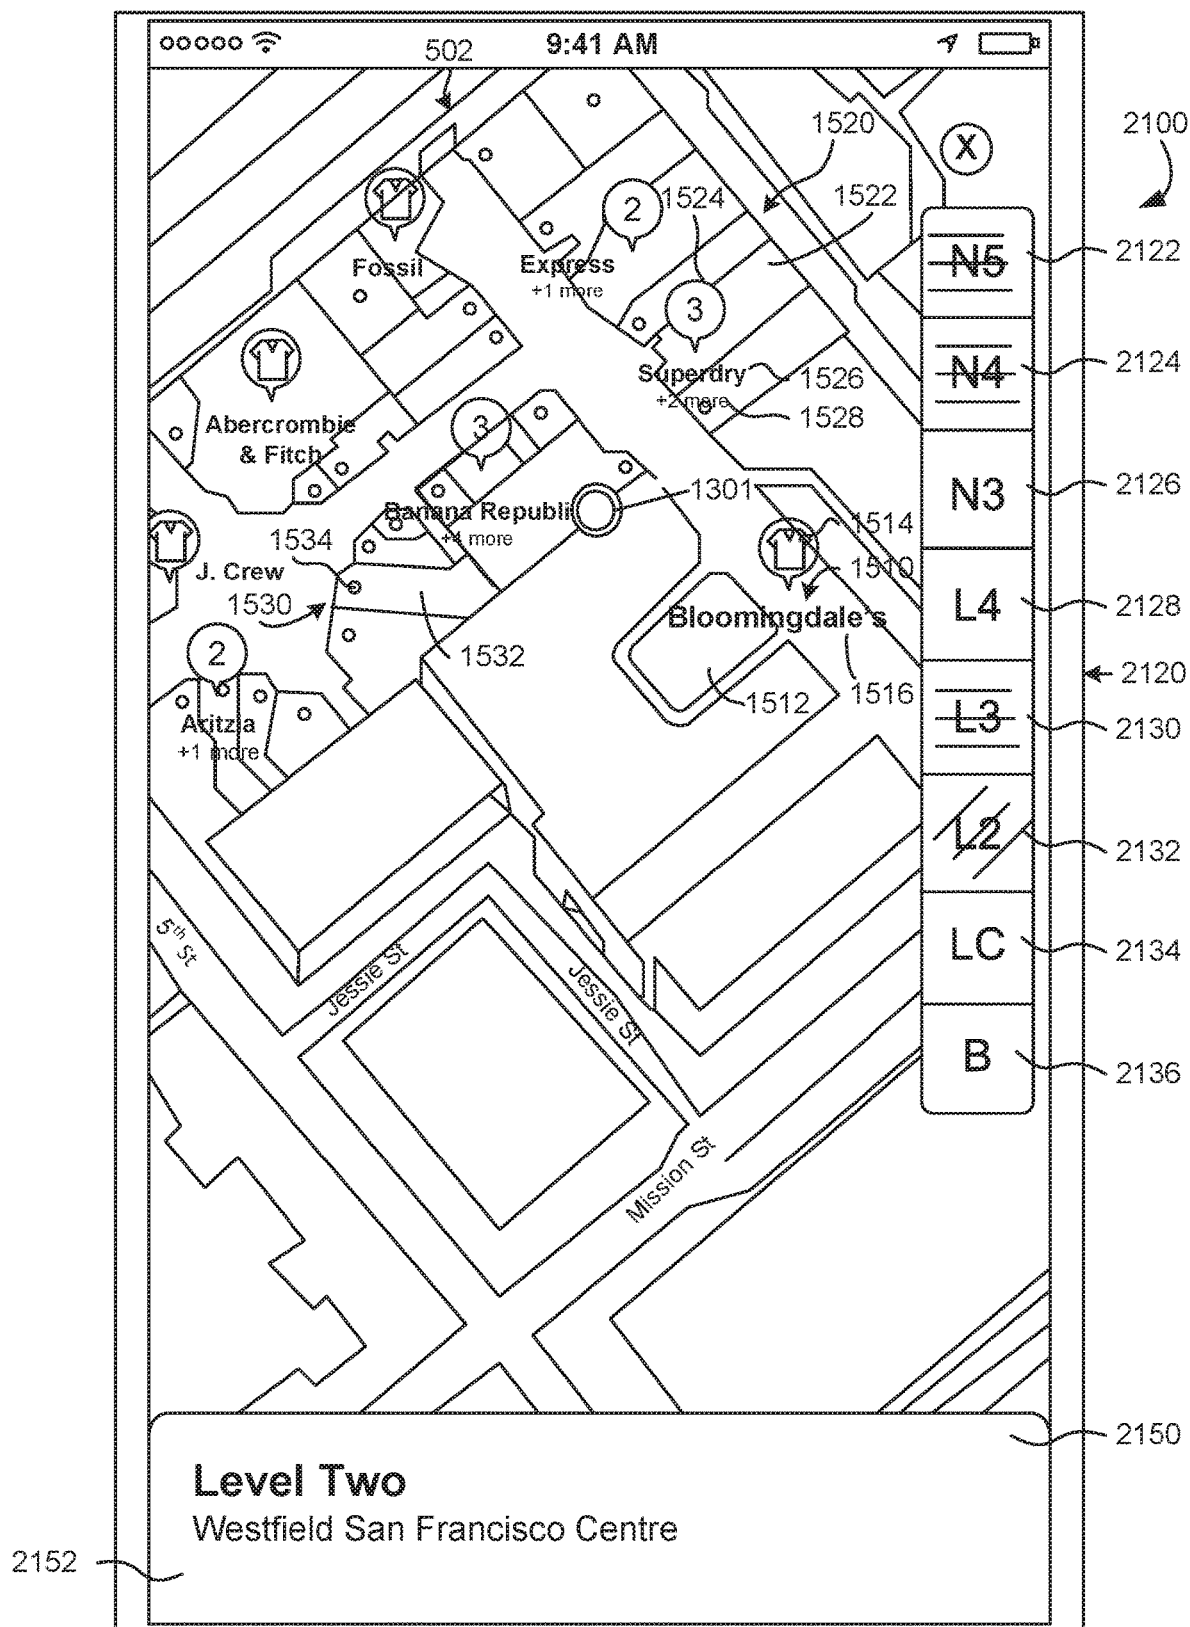 9:41 AM
502
1520
X
2100
1524
1522
2
N5
2122
Fossil
Express
+1 more
3
N4
2124
Superdry
1526
+2 more
1528
Abercrombie
& Fitch
3
N3
2126
1301
Banana Republi
+4 more
1514
1534
1510
J. Crew
1530
L4
2128
Bloomingdale's
2
1532
2120
1512
1516
Aritzia
+1 more
L3
2130
L2
2132
5th St
Jessie St
Jessie St
LC
2134
B
2136
Mission St
2150
Level Two
Westfield San Francisco Centre
2152